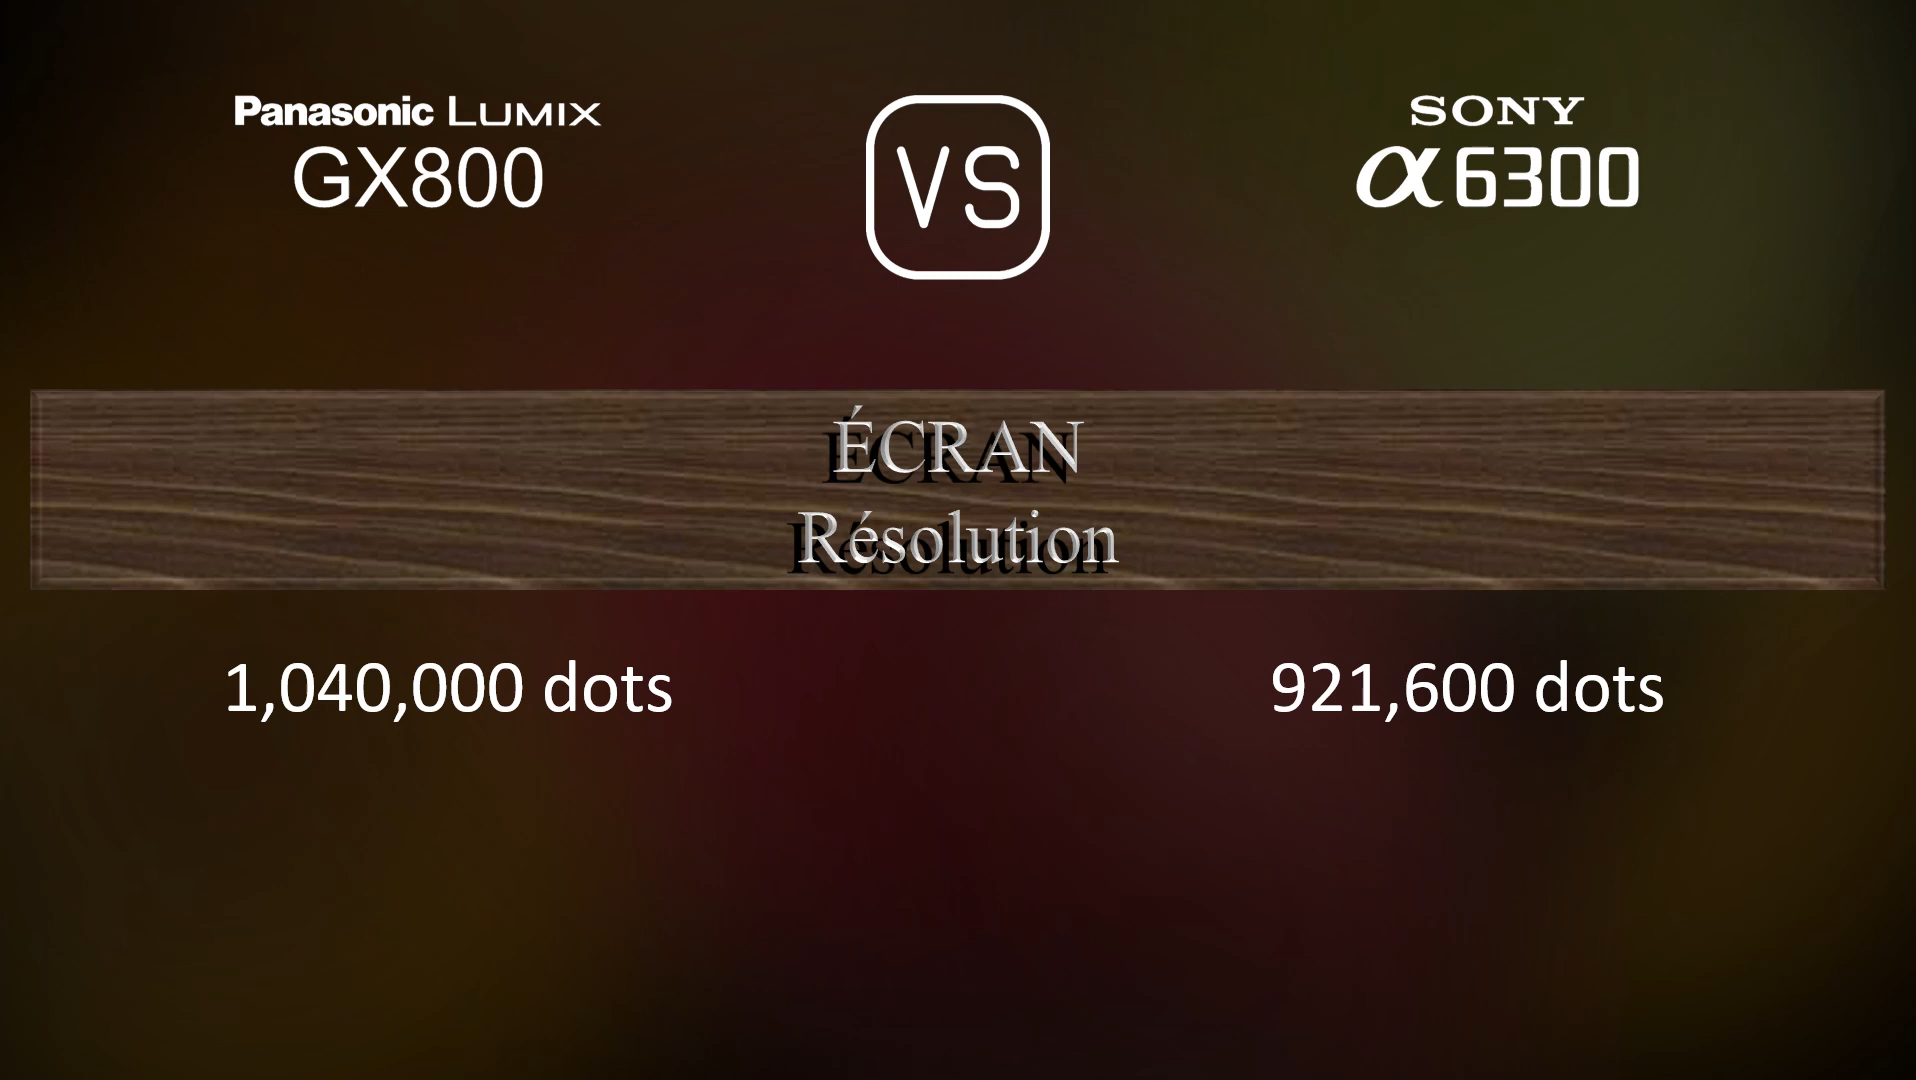 Panasonic LUMIX
GX800
VS
SONY
α6300
ÉCRAN
Résolution
1,040,000 dots
921,600 dots